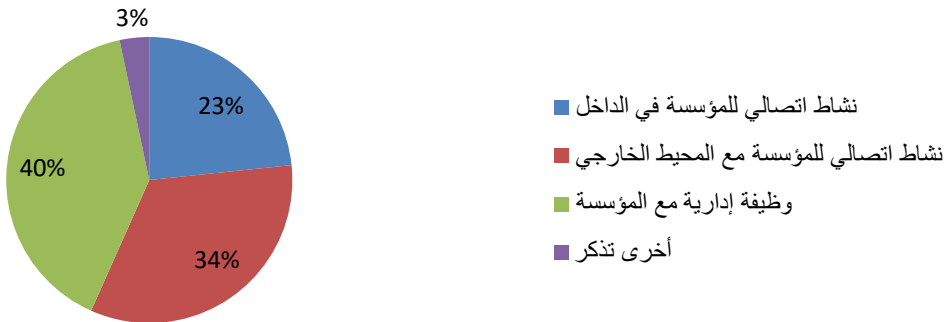 3%
23%
40%
34%
نشاط اتصالي للمؤسسة في الداخل
نشاط اتصالي للمؤسسة مع المحيط الخارجي
وظيفة إدارية مع المؤسسة
أخرى تذكر